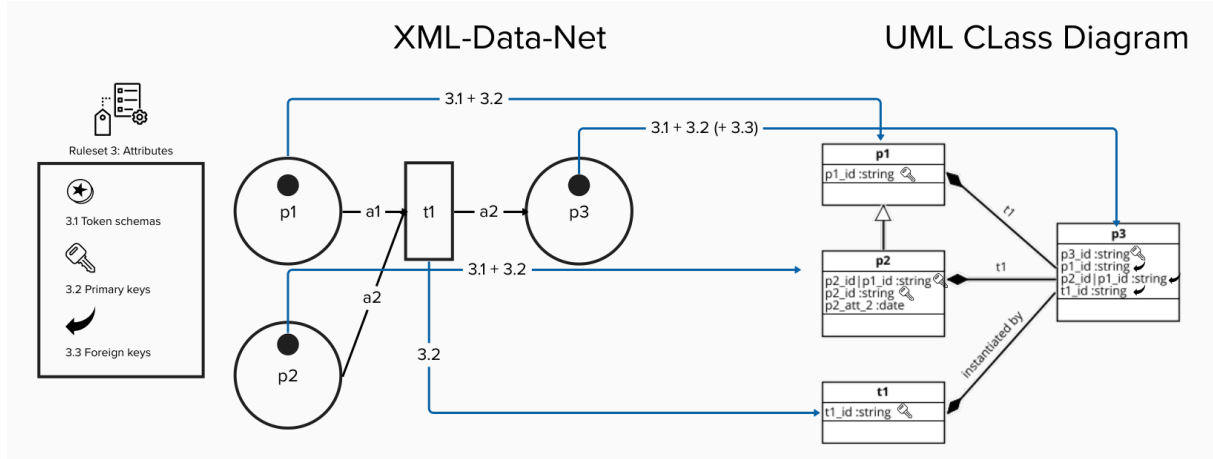 XML-Data-Net
UML CLass Diagram
Ruleset 3: Attributes
3.1 Token schemas
3.2 Primary keys
3.3 Foreign keys
3.1 + 3.2
3.1 + 3.2 (+ 3.3)
p1
a1
t1
a2
p3
3.1 + 3.2
a2
p2
3.2
p1
p1_id :string
t1
p3
p3_id :string
p1_id :string
p2_id|p1_id :string
t1_id :string
p2
p2_id|p1_id :string
p2_id :string
p2_att_2 :date
t1
instantiated by
t1
t1_id :string